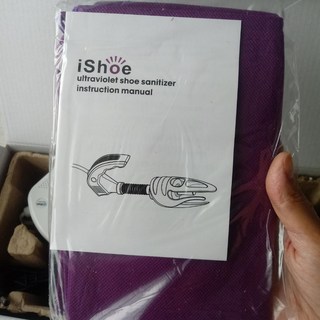 iShoe
ultraviolet shoe sanitizer
instruction manual